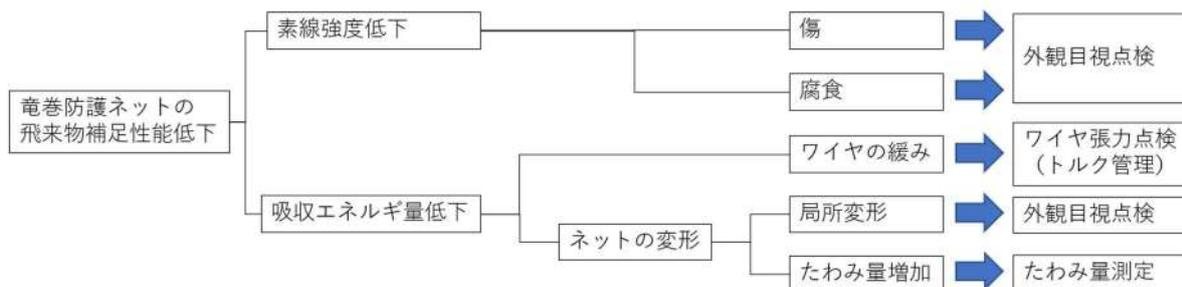 竜巻防護ネットの
飛来物補足性能低下
素線強度低下
吸収エネルギ量低下
ネットの変形
傷
腐食
ワイヤの緩み
局所変形
たわみ量増加
外観目視点検
ワイヤ張力点検
（トルク管理）
外観目視点検
たわみ量測定